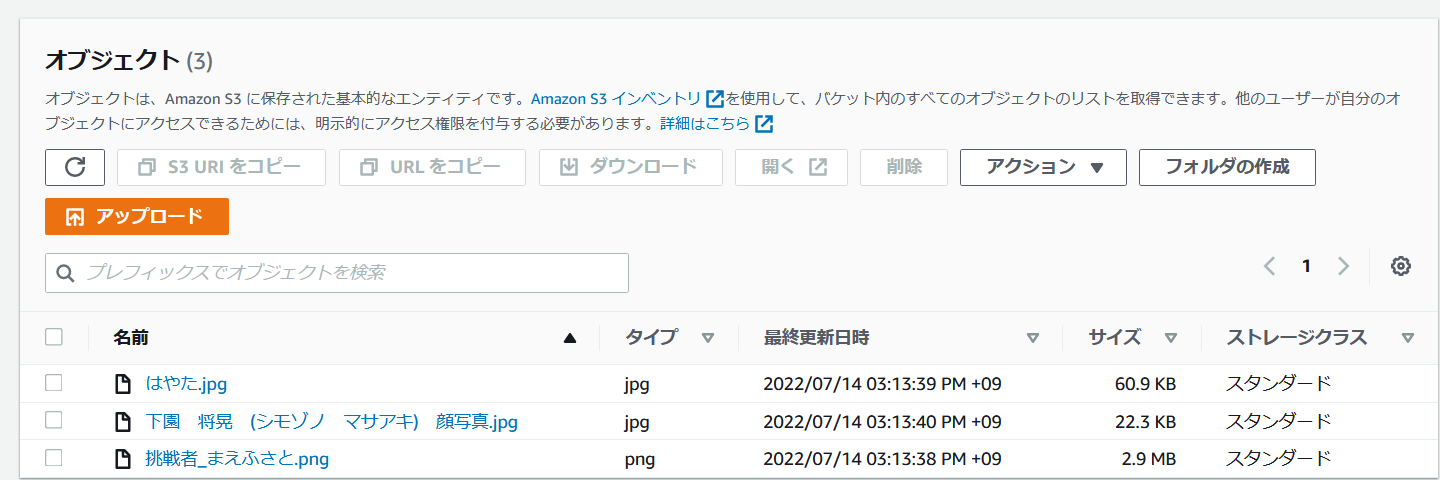 オブジェクト (3)
オブジェクトは、Amazon S3 に保存された基本的なエンティティです。Amazon S3 インベントリ を使用して、バケット内のすべてのオブジェクトのリストを取得できます。他のユーザーが自分のオ
ブジェクトにアクセスできるためには、明示的にアクセス権限を付与する必要があります。詳細はこちら
S3 URI をコピー URL をコピー ダウンロード 開く 削除 アクション フォルダの作成
アップロード
プレフィックスでオブジェクトを検索 1
名前 タイプ 最終更新日時 サイズ ストレージクラス
はやた.jpg jpg 2022/07/14 03:13:39 PM +09 60.9 KB スタンダード
下園　将晃　(シモゾノ　マサアキ)　顔写真.jpg jpg 2022/07/14 03:13:40 PM +09 22.3 KB スタンダード
挑戦者_まえふさと.png png 2022/07/14 03:13:38 PM +09 2.9 MB スタンダード